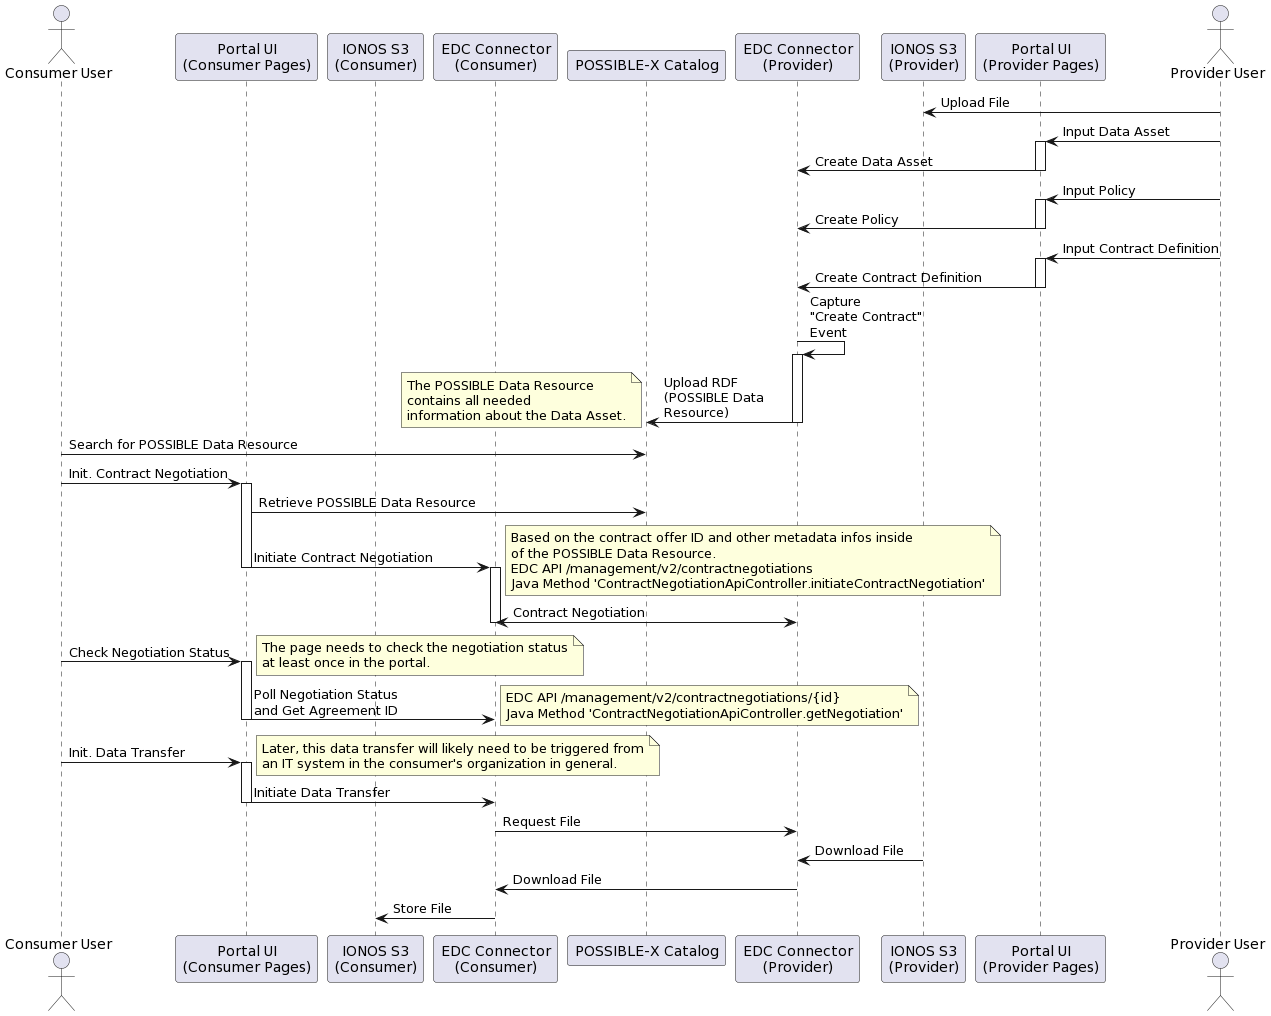 Consumer User
Portal UI
(Consumer Pages)
IONOS S3
(Consumer)
EDC Connector
(Consumer)
POSSIBLE-X Catalog
EDC Connector
(Provider)
IONOS S3
(Provider)
Portal UI
(Provider Pages)
Provider User
Upload File
Input Data Asset
Create Data Asset
Input Policy
Create Policy
Input Contract Definition
Create Contract Definition
Capture
"Create Contract"
Event
The POSSIBLE Data Resource
contains all needed
information about the Data Asset.
Upload RDF
(POSSIBLE Data
Resource)
Search for POSSIBLE Data Resource
Init. Contract Negotiation
Retrieve POSSIBLE Data Resource
Initiate Contract Negotiation
Based on the contract offer ID and other metadata infos inside
of the POSSIBLE Data Resource.
EDC API /management/v2/contractnegotiations
Java Method 'ContractNegotiationApiController.initiateContractNegotiation'
Contract Negotiation
Check Negotiation Status
The page needs to check the negotiation status
at least once in the portal.
Poll Negotiation Status
and Get Agreement ID
EDC API /management/v2/contractnegotiations/{id}
Java Method 'ContractNegotiationApiController.getNegotiation'
Init. Data Transfer
Later, this data transfer will likely need to be triggered from
an IT system in the consumer's organization in general.
Initiate Data Transfer
Request File
Download File
Download File
Store File
Consumer User
Portal UI
(Consumer Pages)
IONOS S3
(Consumer)
EDC Connector
(Consumer)
POSSIBLE-X Catalog
EDC Connector
(Provider)
IONOS S3
(Provider)
Portal UI
(Provider Pages)
Provider User